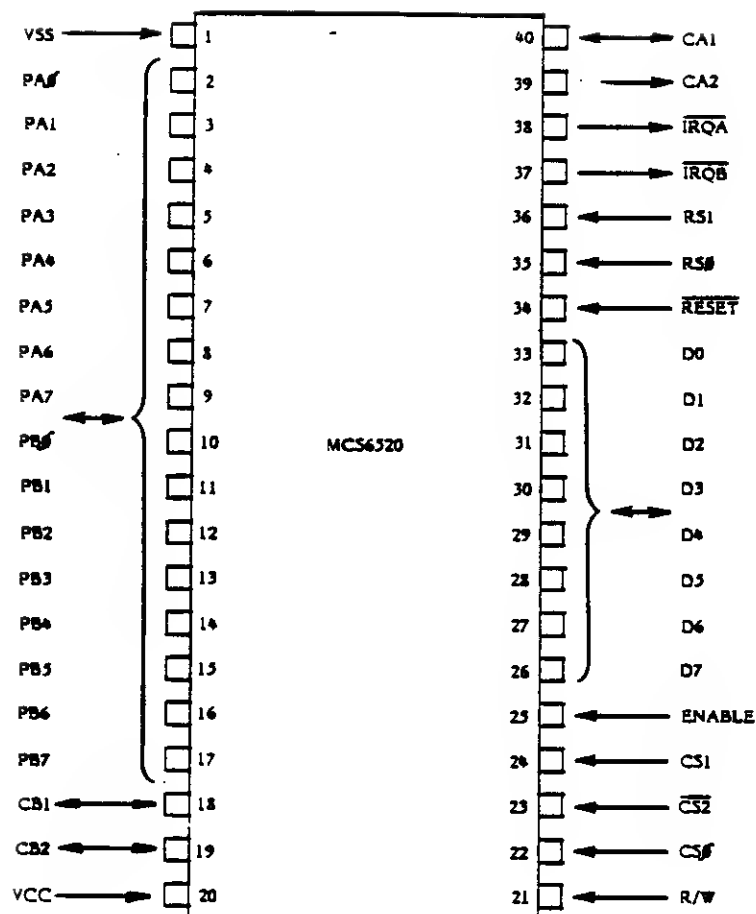 VSS 1 40 CA1
PA0 2 39 CA2
PA1 3 38 IRQA
PA2 4 37 IRQB
PA3 5 36 RS1
PA4 6 35 RS0
PA5 7 34 RESET
PA6 8 33 D0
PA7 9 32 D1
PB0 10 MCS6520 31 D2
PB1 11 30 D3
PB2 12 29 D4
PB3 13 28 D5
PB4 14 27 D6
PB5 15 26 D7
PB6 16 25 ENABLE
PB7 17 24 CS1
CB1 18 23 CS2
CB2 19 22 CS0
VCC 20 21 R/W